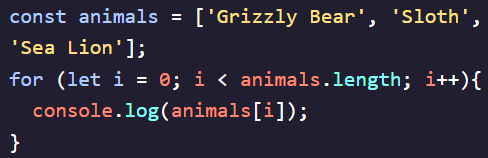 const animals = ['Grizzly Bear', 'Sloth',
'Sea Lion'];
for (let i = 0; i < animals.length; i++){
  console.log(animals[i]);
}